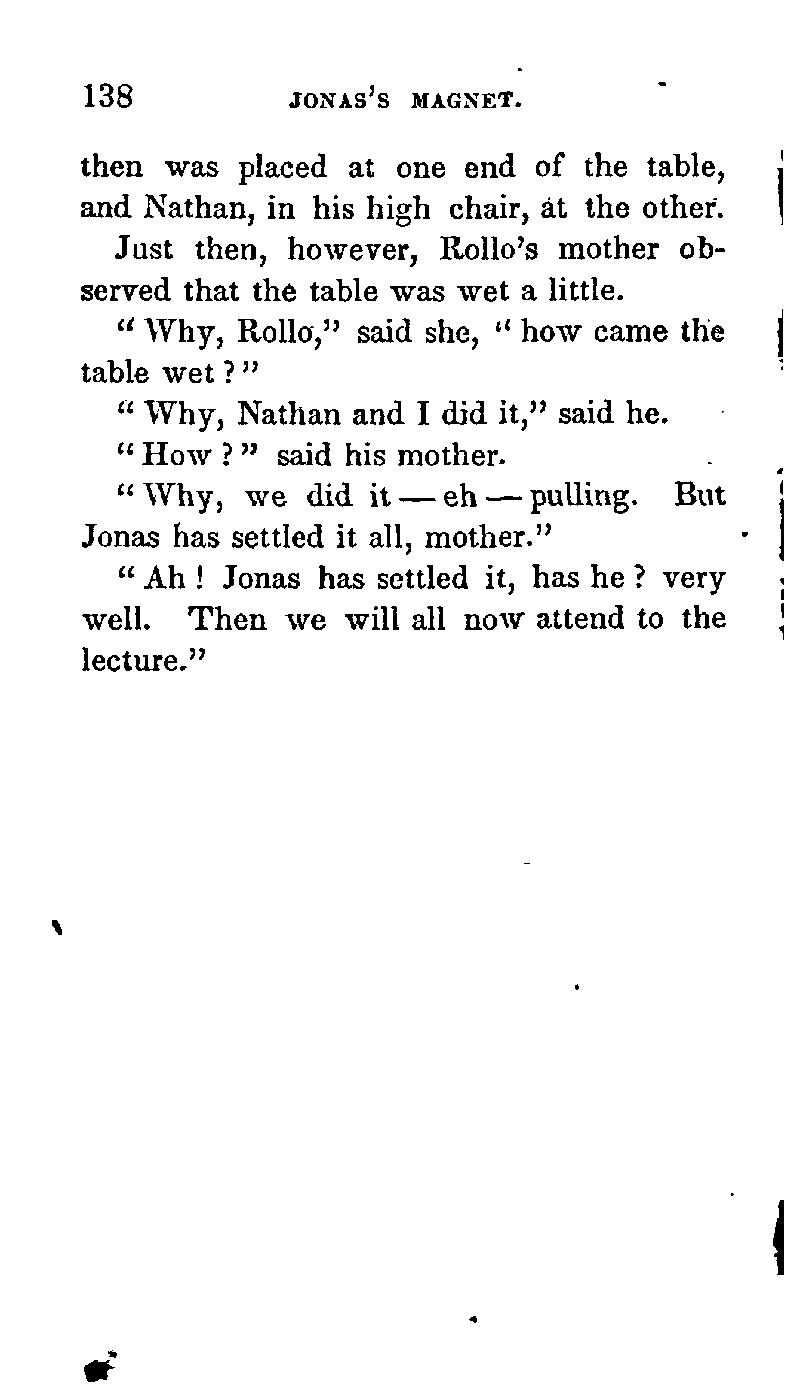 138 JONAS'S MAGNET.
then was placed at one end of the table,
and Nathan, in his high chair, at the other.
Just then, however, Rollo's mother ob-
served that the table was wet a little.
“Why, Rollo,” said she, “how came the
table wet?”
“Why, Nathan and I did it,” said he.
“How?” said his mother.
“Why, we did it — eh — pulling. But
Jonas has settled it all, mother.”
“Ah! Jonas has settled it, has he? very
well. Then we will all now attend to the
lecture.”